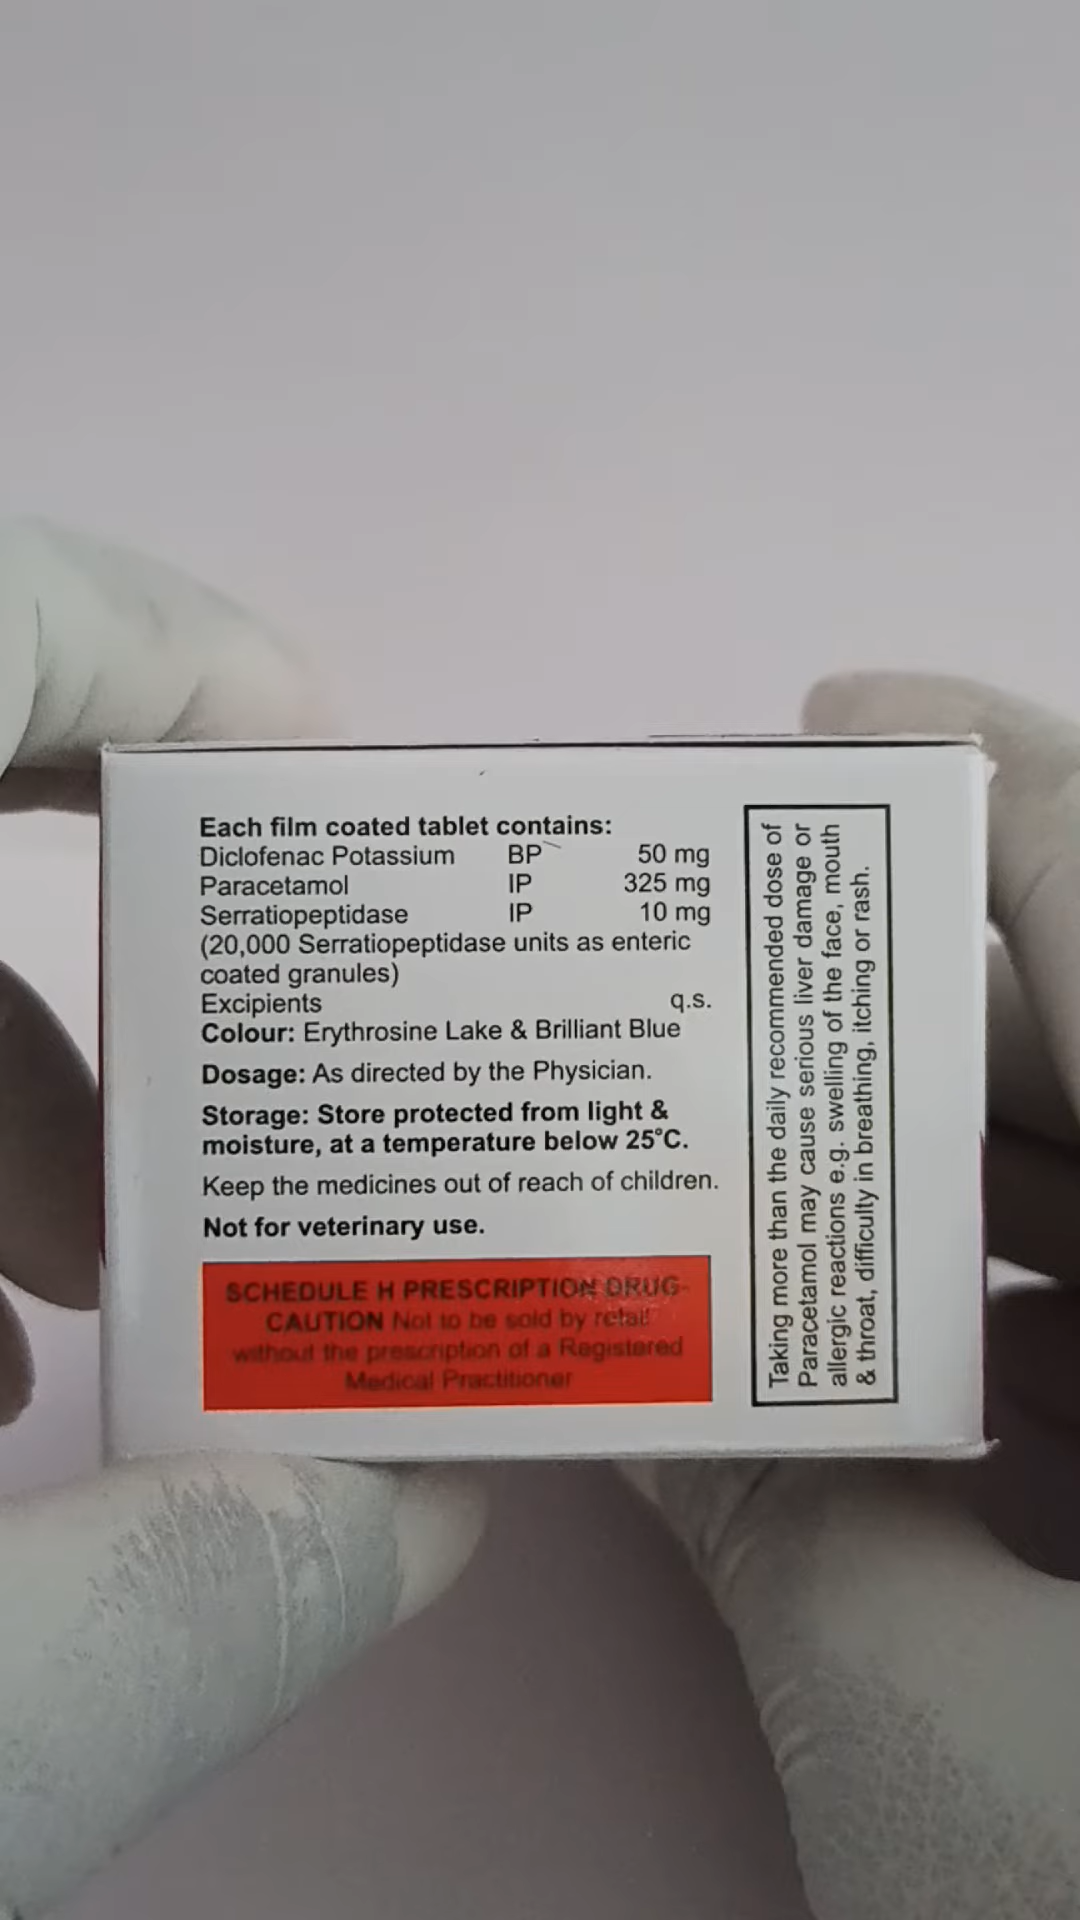 Each film coated tablet contains:
Diclofenac Potassium BP 50 mg
Paracetamol IP 325 mg
Serratiopeptidase IP 10 mg
(20,000 Serratiopeptidase units as enteric
coated granules)
Excipients q.s.
Colour: Erythrosine Lake & Brilliant Blue
Dosage: As directed by the Physician.
Storage: Store protected from light &
moisture, at a temperature below 25°C.
Keep the medicines out of reach of children.
Not for veterinary use.
SCHEDULE H PRESCRIPTION DRUG-
CAUTION Not to be sold by retail
without the prescription of a Registered
Medical Practitioner
Taking more than the daily recommended dose of
Paracetamol may cause serious liver damage or
allergic reactions e.g. swelling of the face, mouth
& throat, difficulty in breathing, itching or rash.